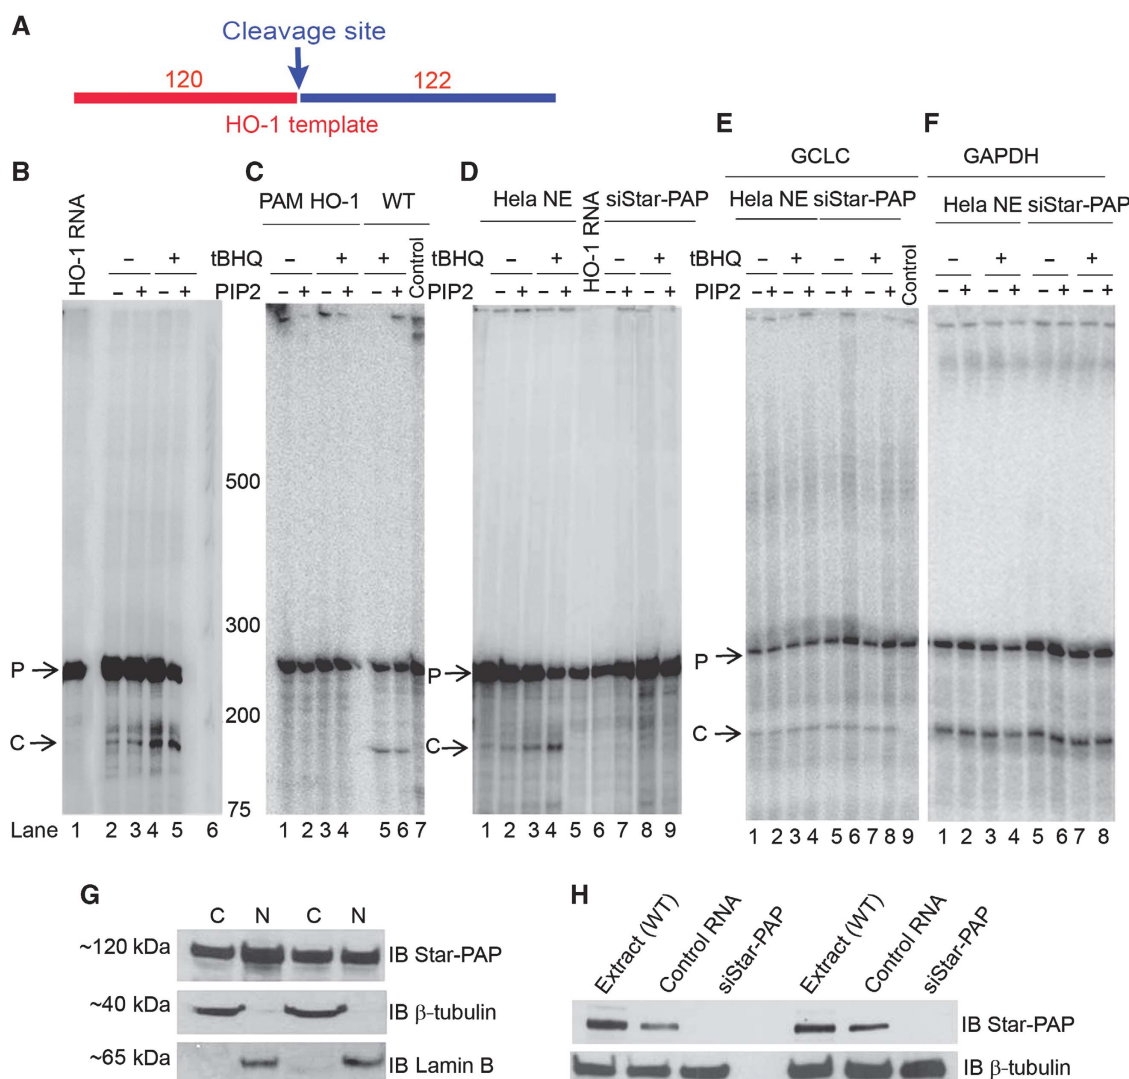 A
Cleavage site
120 122
HO-1 template
B
HO-1 RNA
– +
– + – +
P
C
Lane 1 2 3 4 5 6
500
300
200
75
C
PAM HO-1 WT
tBHQ – + +
PIP2 – + – + – + Control
1 2 3 4 5 6 7
D
Hela NE HO-1 RNA siStar-PAP
tBHQ – + – +
PIP2 – + – + – + – +
P
C
1 2 3 4 5 6 7 8 9
E
GCLC
Hela NE siStar-PAP
tBHQ – + – +
PIP2 – + – + – + – + Control
P
C
1 2 3 4 5 6 7 8 9
F
GAPDH
Hela NE siStar-PAP
– + – +
– + – + – + – +
1 2 3 4 5 6 7 8
G
C N C N
~120 kDa IB Star-PAP
~40 kDa IB β-tubulin
~65 kDa IB Lamin B
H
Extract (WT) Control RNA siStar-PAP Extract (WT) Control RNA siStar-PAP
IB Star-PAP
IB β-tubulin